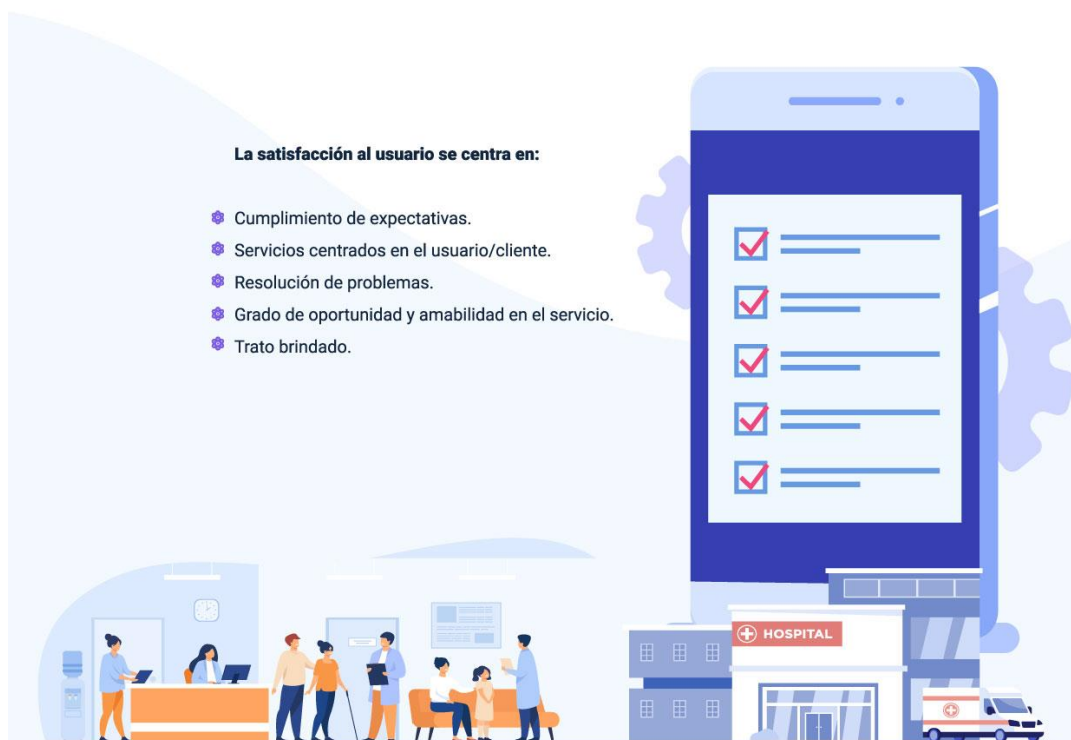 La satisfacción al usuario se centra en:
Cumplimiento de expectativas.
Servicios centrados en el usuario/cliente.
Resolución de problemas.
Grado de oportunidad y amabilidad en el servicio.
Trato brindado.
HOSPITAL